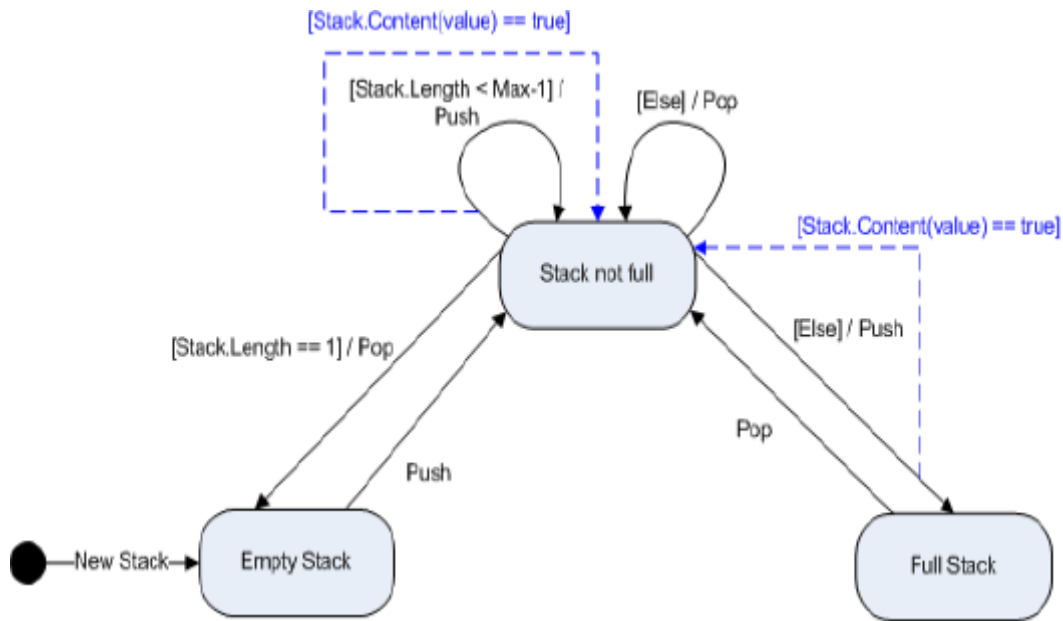 [Stack.Content(value) == true]
[Stack.Length < Max-1] /
Push
[Else] / Pop
[Stack.Content(value) == true]
Stack not full
[Else] / Push
[Stack.Length == 1] / Pop
Pop
Push
New Stack
Empty Stack
Full Stack